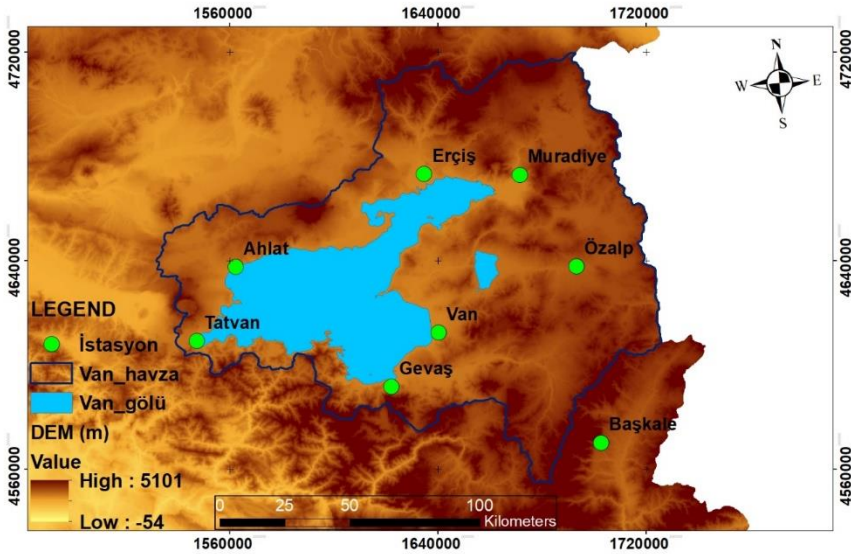 1560000 1640000 1720000
4720000 4720000
N
W E
S
Erçiş Muradiye
Ahlat Özalp
4640000 4640000
LEGEND
İstasyon
Van_havza
Van_gölü
DEM (m)
Value
High : 5101
Low : -54
Tatvan Van
Gevaş
Başkale
4560000 4560000
0 25 50 100
Kilometers
1560000 1640000 1720000